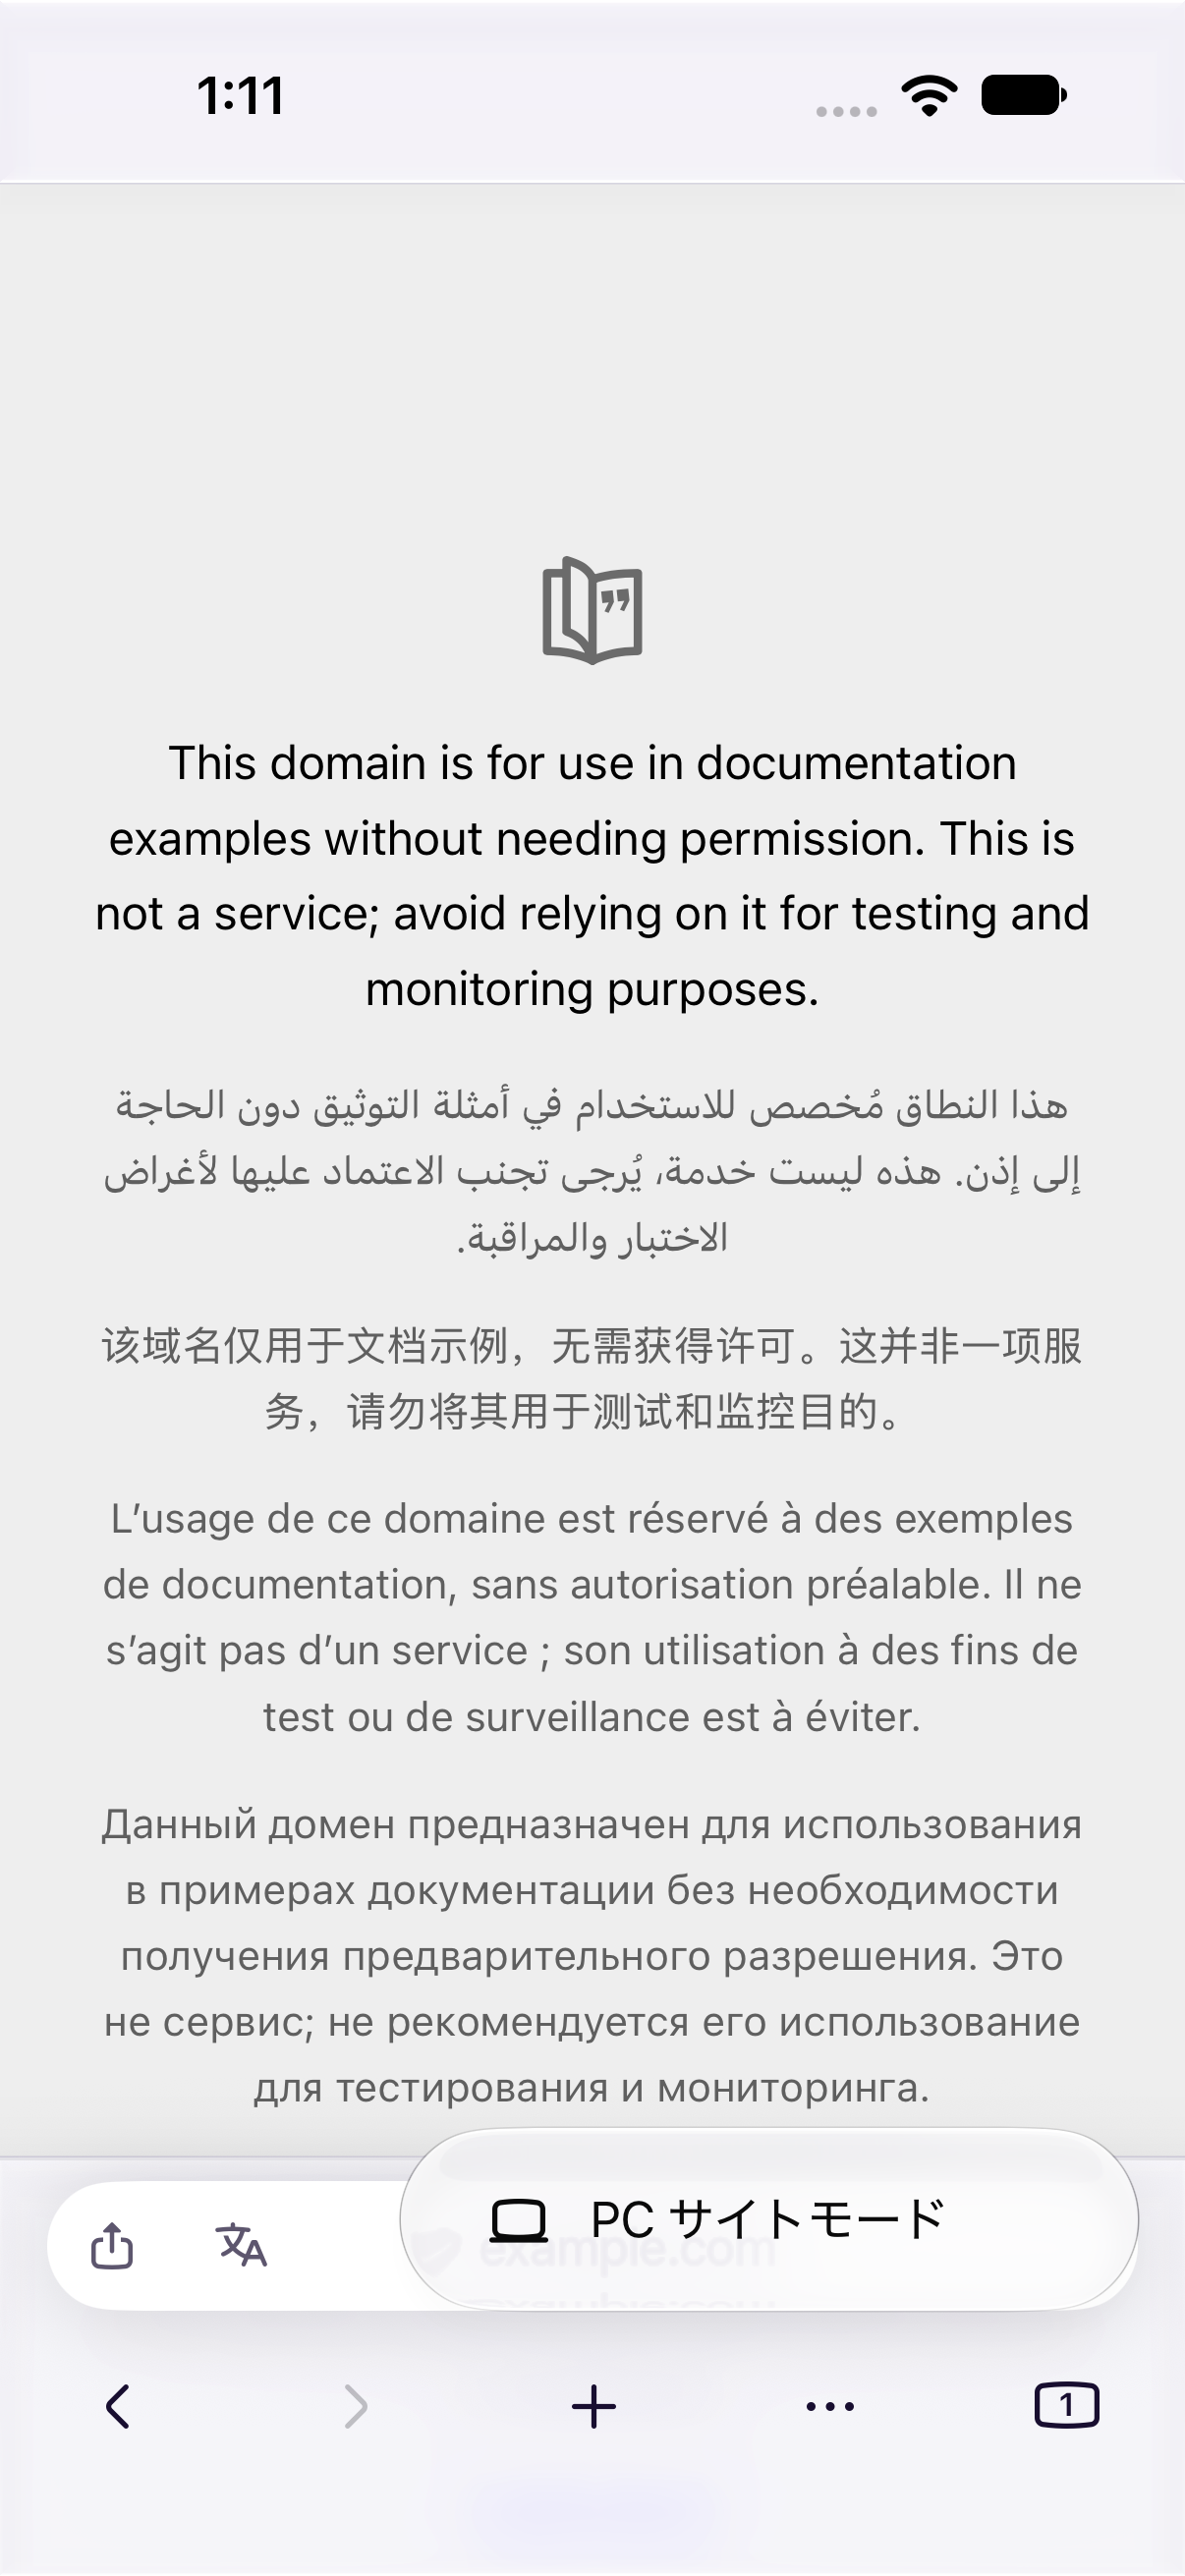 1:11
This domain is for use in documentation
examples without needing permission. This is
not a service; avoid relying on it for testing and
monitoring purposes.
هذا النطاق مُخصص للاستخدام في أمثلة التوثيق دون الحاجة
إلى إذن. هذه ليست خدمة، يُرجى تجنب الاعتماد عليها لأغراض
الاختبار والمراقبة.
该域名仅用于文档示例，无需获得许可。这并非一项服
务，请勿将其用于测试和监控目的。
L’usage de ce domaine est réservé à des exemples
de documentation, sans autorisation préalable. Il ne
s’agit pas d’un service ; son utilisation à des fins de
test ou de surveillance est à éviter.
Данный домен предназначен для использования
в примерах документации без необходимости
получения предварительного разрешения. Это
не сервис; не рекомендуется его использование
для тестирования и мониторинга.
PC サイトモード
example.com
1